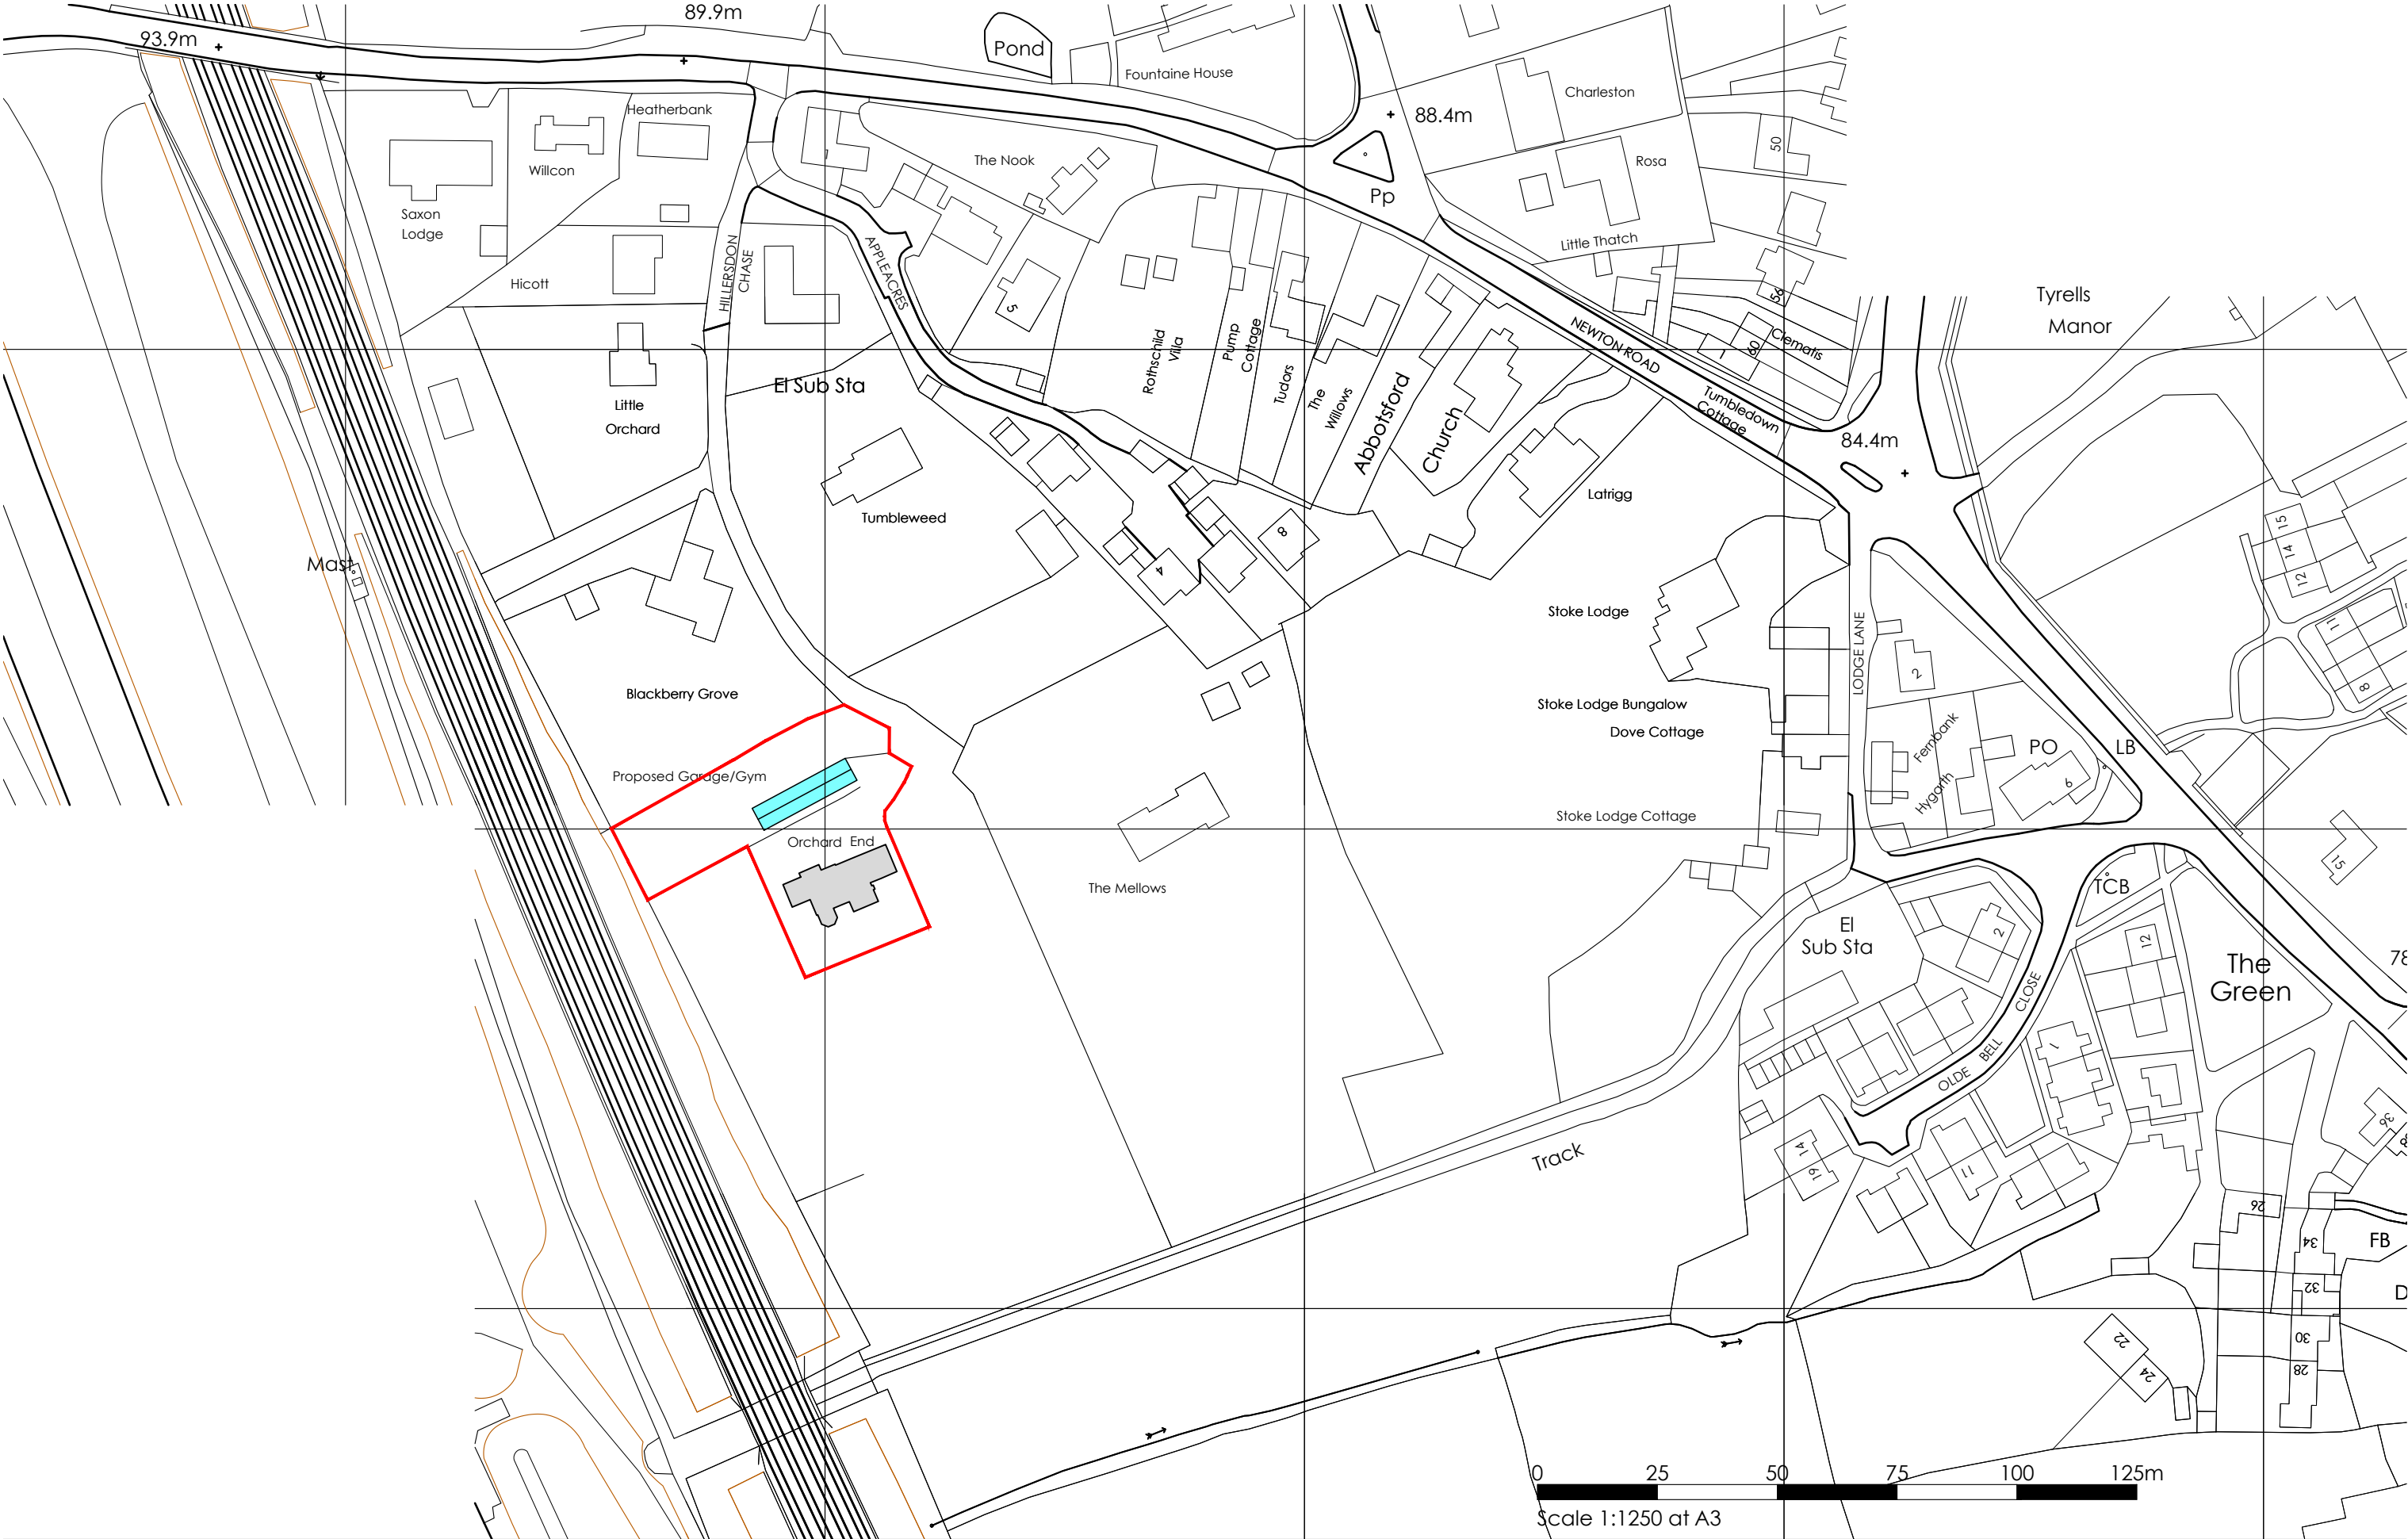 89.9m
93.9m
Pond
Fountaine House
88.4m
Charleston
50
Heatherbank
Willcon
The Nook
Rosa
Pp
Saxon
Lodge
HILLERSDON
CHASE
APPLEACRES
Little Thatch
Hicott
5
56
Tyrells
Manor
Rothschild
Villa
Pump
Cottage
NEWTON ROAD
1
60
Clematis
El Sub Sta
Tudors
The
Willows
Abbotsford
Church
Tumbledown
Cottage
Little
Orchard
84.4m
Latrigg
Tumbleweed
8
4
15
14
12
Mast
Stoke Lodge
LODGE LANE
2
11
8
Blackberry Grove
Stoke Lodge Bungalow
Dove Cottage
Fernbank
PO
LB
Proposed Garage/Gym
Hygarth
6
Stoke Lodge Cottage
Orchard End
15
The Mellows
TCB
El
Sub Sta
2
12
The
Green
78
CLOSE
BELL
OLDE
1
Track
14
19
11
36
38
26
34
FB
32
D
30
28
22
24
0 25 50 75 100 125m
Scale 1:1250 at A3